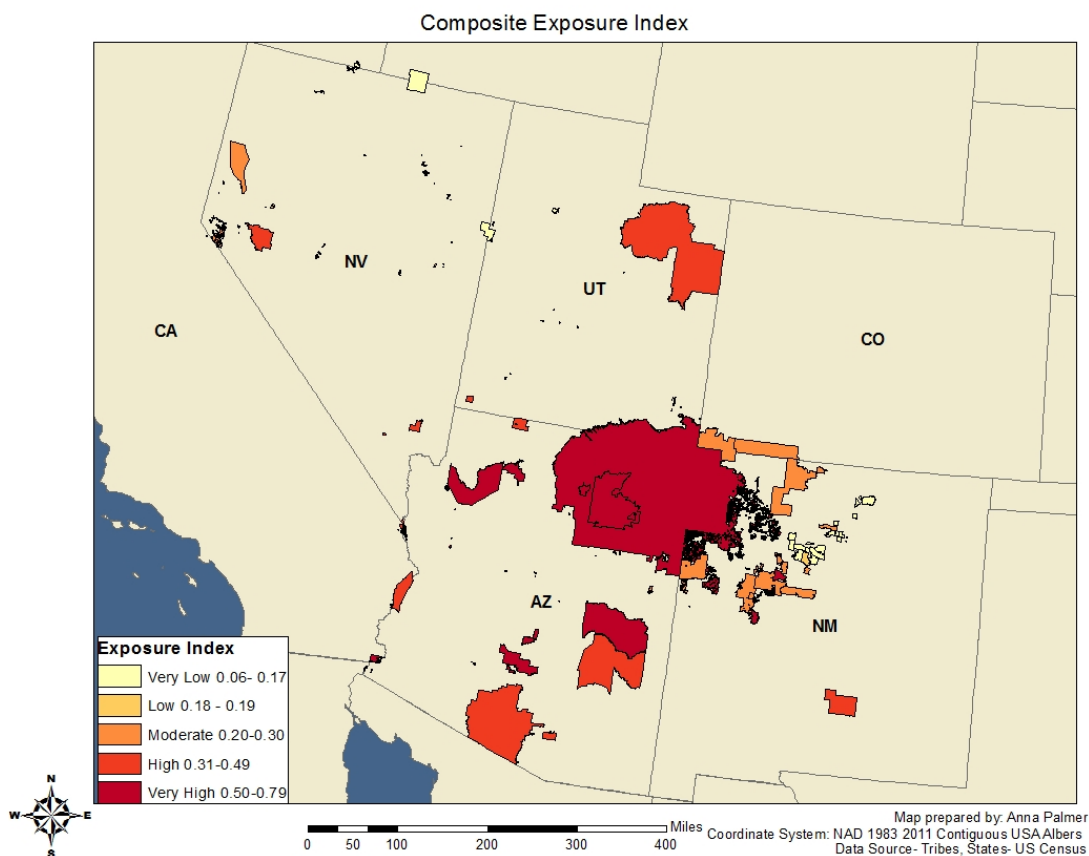 Composite Exposure Index
NV
UT
CA
CO
AZ
NM
Exposure Index
Very Low 0.06- 0.17
Low 0.18 - 0.19
Moderate 0.20-0.30
High 0.31-0.49
Very High 0.50-0.79
N
W E
S
Miles
0 50 100 200 300 400
Map prepared by: Anna Palmer
Coordinate System: NAD 1983 2011 Contiguous USA Albers
Data Source- Tribes, States- US Census